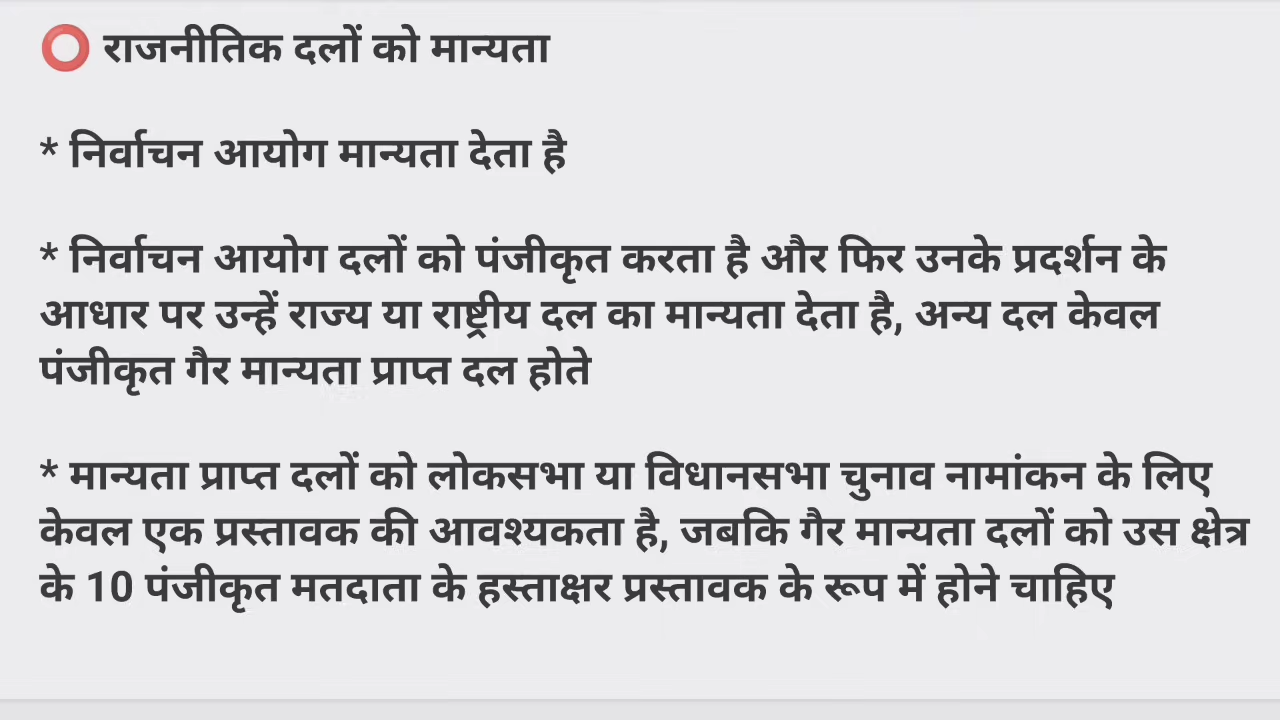 ⭕ राजनीतिक दलों को मान्यता
* निर्वाचन आयोग मान्यता देता है
* निर्वाचन आयोग दलों को पंजीकृत करता है और फिर उनके प्रदर्शन के
आधार पर उन्हें राज्य या राष्ट्रीय दल का मान्यता देता है, अन्य दल केवल
पंजीकृत गैर मान्यता प्राप्त दल होते
* मान्यता प्राप्त दलों को लोकसभा या विधानसभा चुनाव नामांकन के लिए
केवल एक प्रस्तावक की आवश्यकता है, जबकि गैर मान्यता दलों को उस क्षेत्र
के 10 पंजीकृत मतदाता के हस्ताक्षर प्रस्तावक के रूप में होने चाहिए